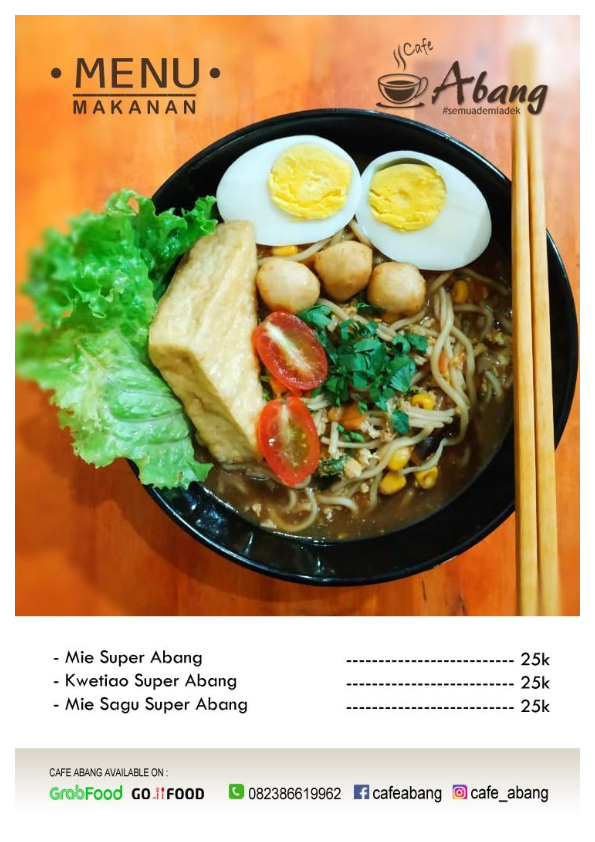 • MENU •
MAKANAN
Cafe
Abang
#semuademiadek
- Mie Super Abang -------------------------- 25k
- Kwetiao Super Abang -------------------------- 25k
- Mie Sagu Super Abang -------------------------- 25k
CAFE ABANG AVAILABLE ON :
GrabFood GO FOOD 082386619962 cafeabang cafe_abang